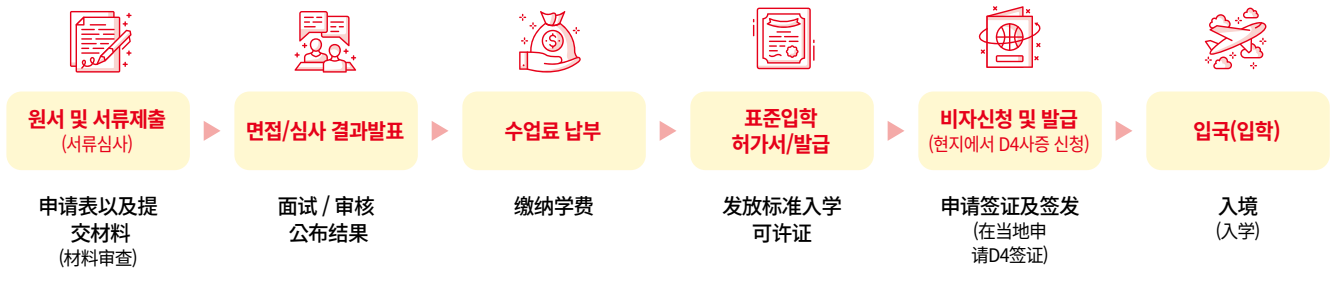 원서 및 서류제출
(서류심사)
면접/심사 결과발표
수업료 납부
표준입학
허가서/발급
비자신청 및 발급
(현지에서 D4사증 신청)
입국(입학)
申请表以及提
交材料
(材料审查)
面试 / 审核
公布结果
缴纳学费
发放标准入学
可许证
申请签证及签发
(在当地申
请D4签证)
入境
(入学)